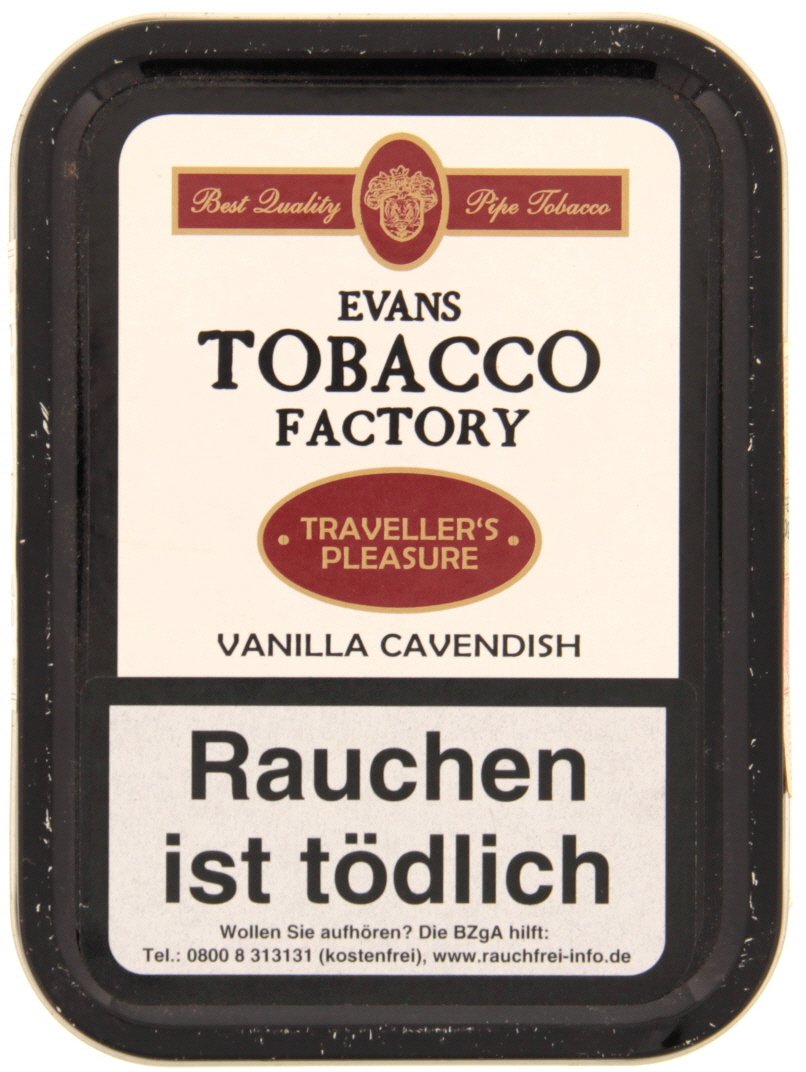 Best Quality Pipe Tobacco
EVANS
TOBACCO
FACTORY
TRAVELLER'S
PLEASURE
VANILLA CAVENDISH
Rauchen
ist tödlich
Wollen Sie aufhören? Die BZgA hilft:
Tel.: 0800 8 313131 (kostenfrei), www.rauchfrei-info.de